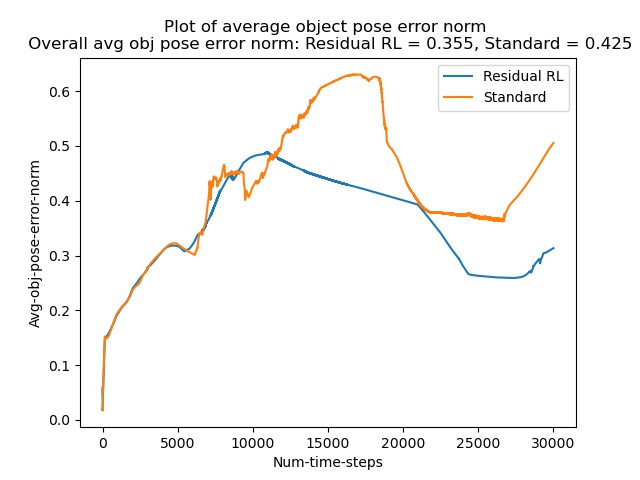 Plot of average object pose error norm
Overall avg obj pose error norm: Residual RL = 0.355, Standard = 0.425
Residual RL
Standard
Avg-obj-pose-error-norm
0.6
0.5
0.4
0.3
0.2
0.1
0.0
0 5000 10000 15000 20000 25000 30000
Num-time-steps